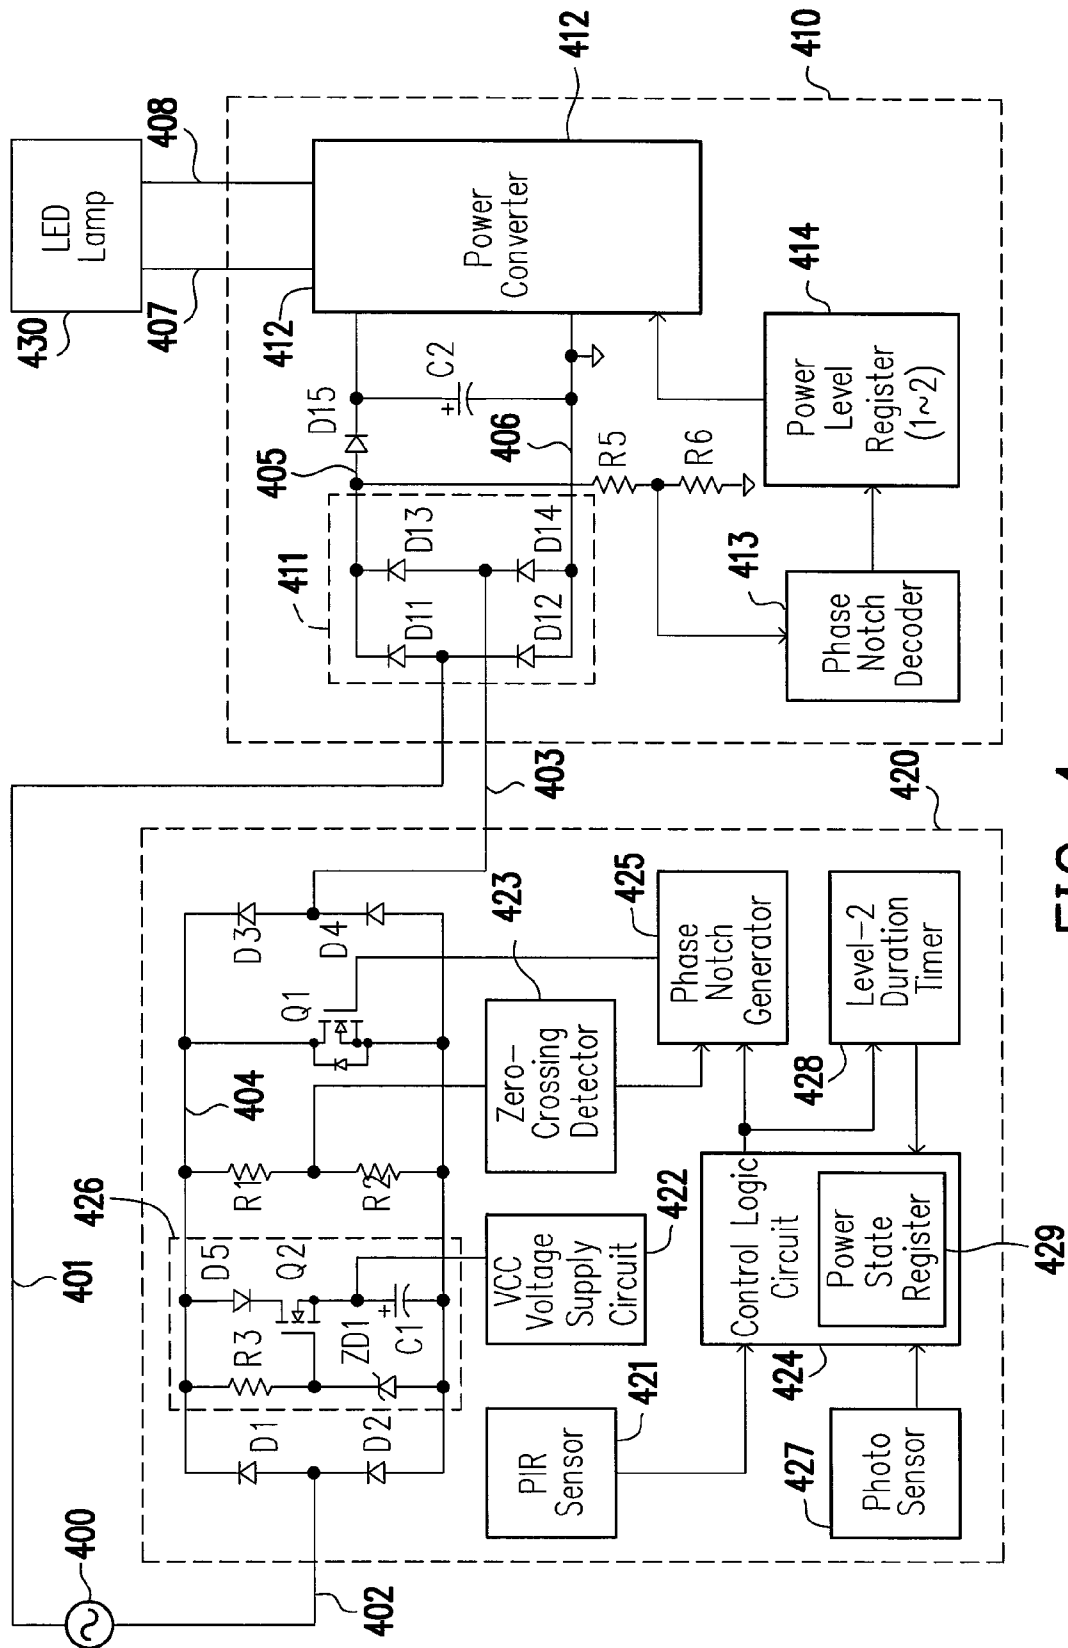 400
401
402
426
D1
D2
R3
ZD1
D5
Q2
C1
R1
R2
404
Q1
D3
D4
403
PIR
Sensor
421
VCC
Voltage
Supply
Circuit
422
Zero-
Crossing
Detector
423
Phase
Notch
Generator
425
Photo
Sensor
427
Control Logic
Circuit
424
Power
State
Register
429
Level-2
Duration
Timer
428
420
LED
Lamp
430
407
408
411
D11
D12
D13
D14
405
406
D15
C2
R5
R6
412
Power
Converter
412
Phase
Notch
Decoder
413
Power
Level
Register
(1~2)
414
410